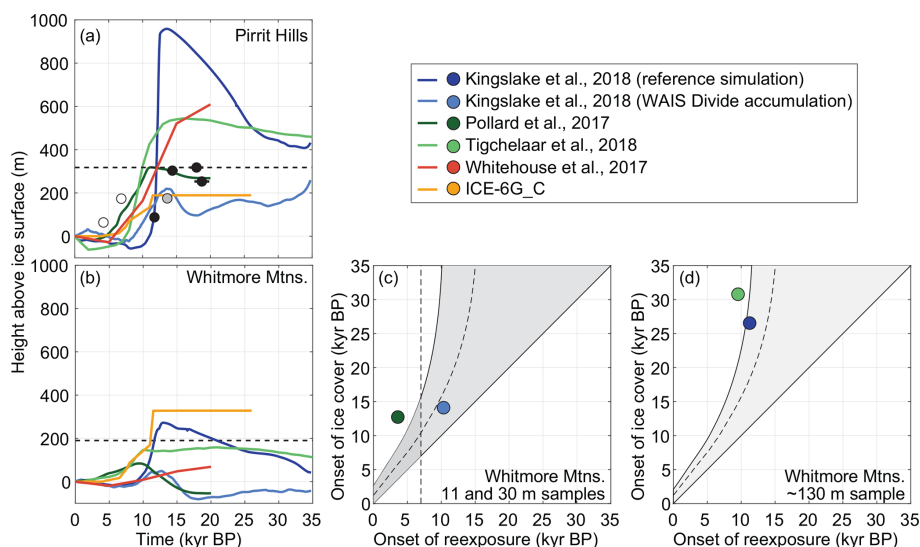 (a)
Pirrit Hills
1000
800
600
400
200
0
Height above ice surface (m)
Kingslake et al., 2018 (reference simulation)
Kingslake et al., 2018 (WAIS Divide accumulation)
Pollard et al., 2017
Tigchelaar et al., 2018
Whitehouse et al., 2017
ICE-6G_C
(b)
Whitmore Mtns.
1000
800
600
400
200
0
0 5 10 15 20 25 30 35
Time (kyr BP)
(c)
35
30
25
20
15
10
5
0
Onset of ice cover (kyr BP)
Whitmore Mtns.
11 and 30 m samples
0 5 10 15 20 25 30 35
Onset of reexposure (kyr BP)
(d)
35
30
25
20
15
10
5
0
Onset of ice cover (kyr BP)
Whitmore Mtns.
~130 m sample
0 5 10 15 20 25 30 35
Onset of reexposure (kyr BP)